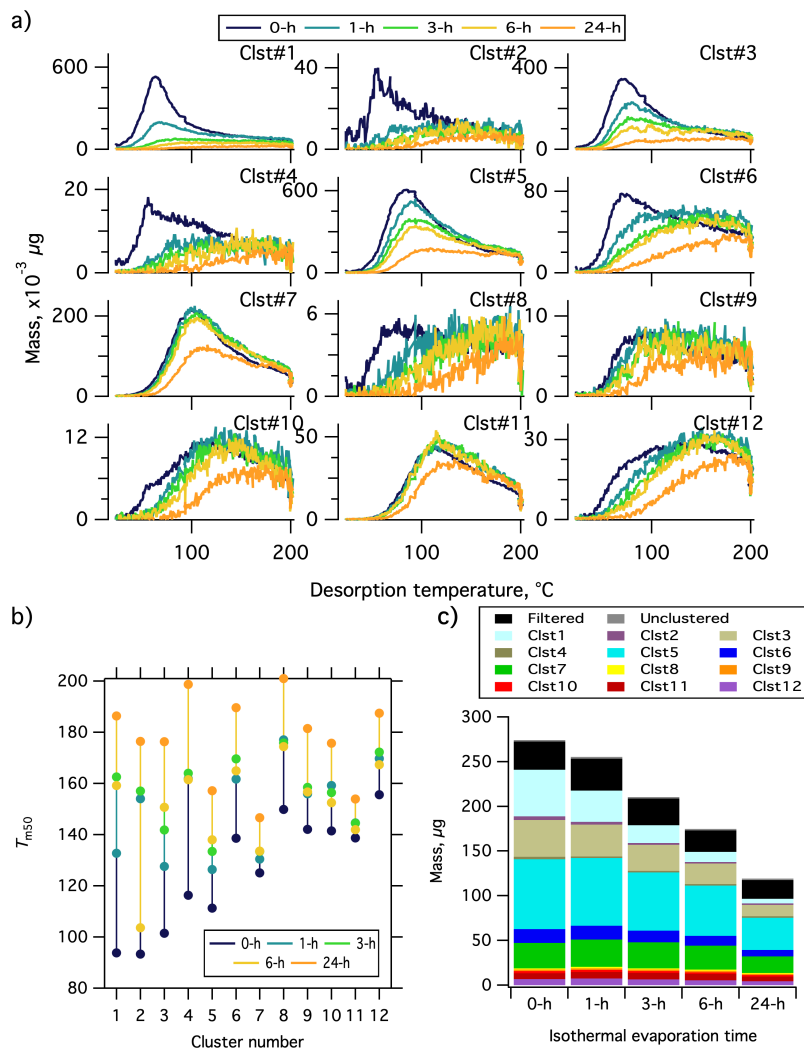 a)
0-h 1-h 3-h 6-h 24-h
Clst#1 Clst#2 Clst#3
600 0 40 0 400 0
Clst#4 Clst#5 Clst#6
20 0 600 0 80 0
Clst#7 Clst#8 Clst#9
200 0 6 0 10 0
Clst#10 Clst#11 Clst#12
12 0 50 0 30 0
Mass, x10⁻³ µg
100 200 100 200 100 200
Desorption temperature, °C
b)
200
180
160
140
120
100
80
Tm50
0-h 1-h 3-h
6-h 24-h
1 2 3 4 5 6 7 8 9 10 11 12
Cluster number
c)
Filtered Unclustered
Clst1 Clst2 Clst3
Clst4 Clst5 Clst6
Clst7 Clst8 Clst9
Clst10 Clst11 Clst12
300
250
200
150
100
50
0
Mass, µg
0-h 1-h 3-h 6-h 24-h
Isothermal evaporation time